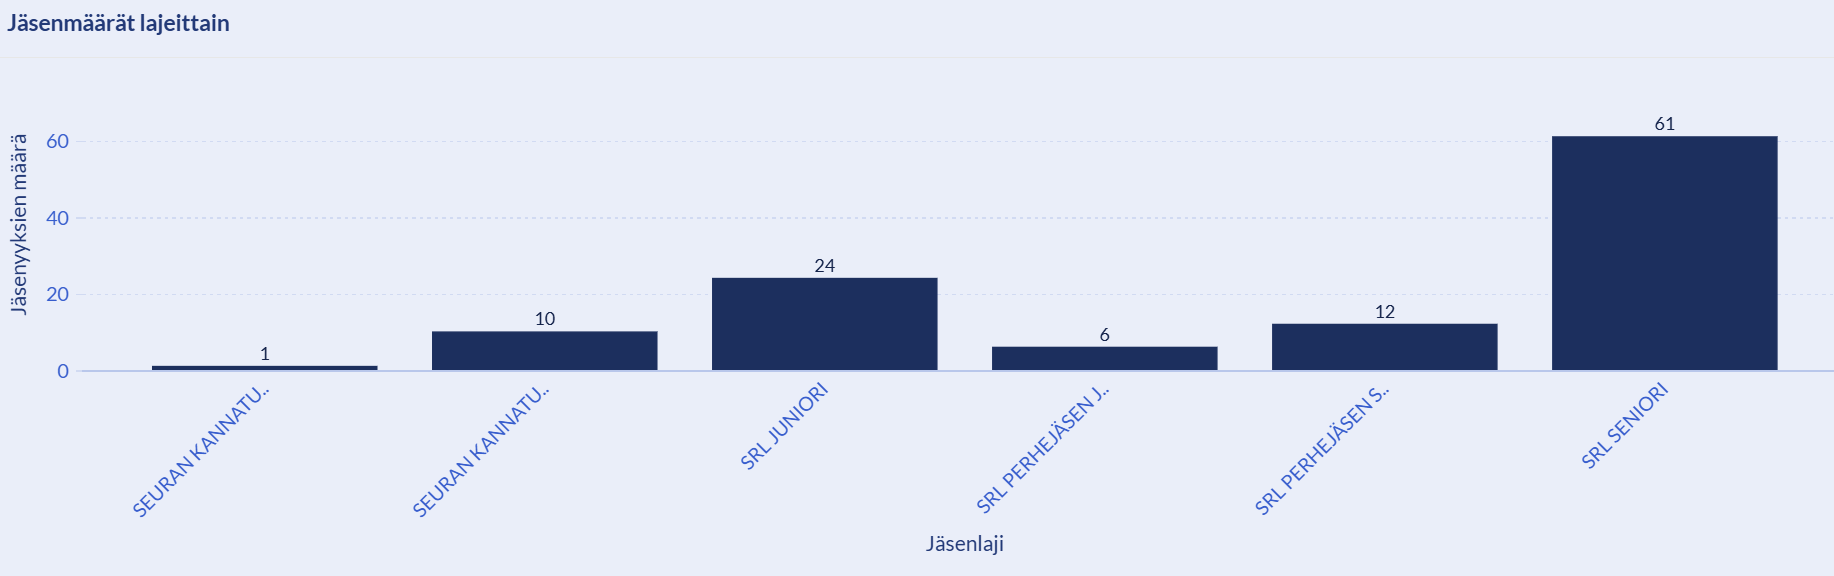 Jäsenmäärät lajeittain
Jäsenyyksien määrä
60
40
20
0
1
10
24
6
12
61
SEURAN KANNATU..
SEURAN KANNATU..
SRL JUNIORI
SRL PERHEJÄSEN J..
SRL PERHEJÄSEN S..
SRL SENIORI
Jäsenlaji